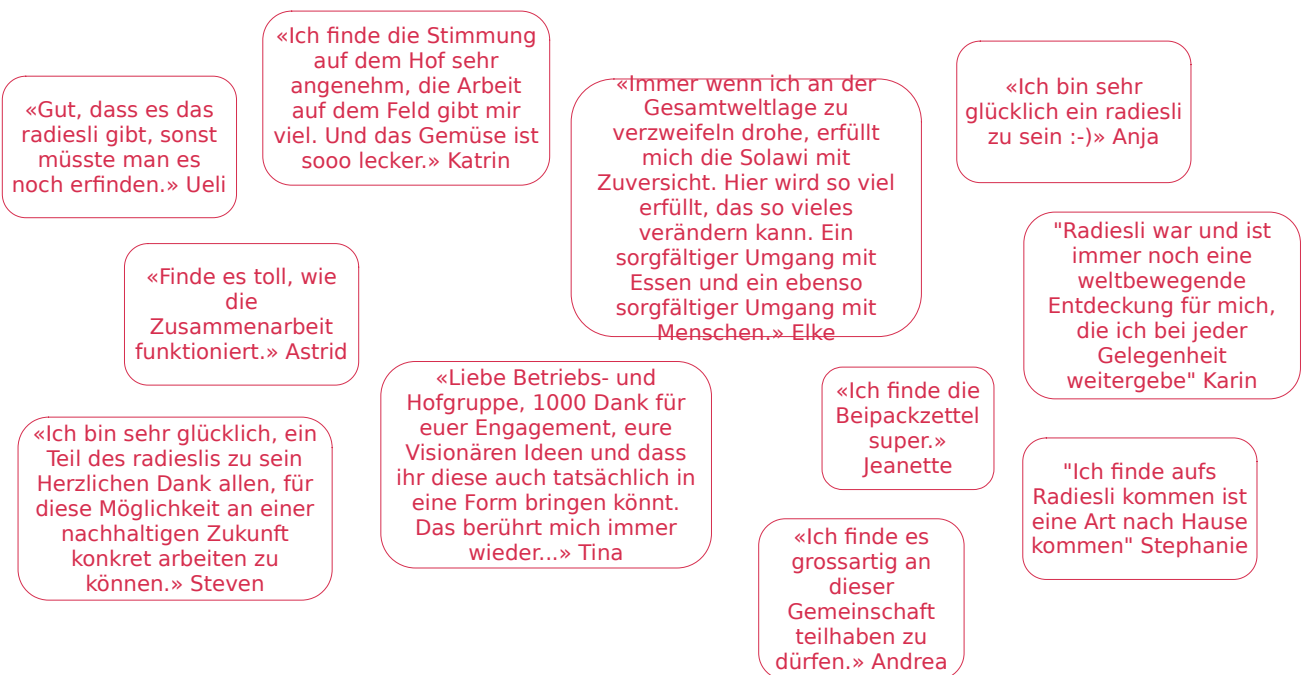 «Gut, dass es das
radiesli gibt, sonst
müsste man es
noch erfinden.» Ueli
«Ich finde die Stimmung
auf dem Hof sehr
angenehm, die Arbeit
auf dem Feld gibt mir
viel. Und das Gemüse ist
sooo lecker.» Katrin
«Immer wenn ich an der
Gesamtweltlage zu
verzweifeln drohe, erfüllt
mich die Solawi mit
Zuversicht. Hier wird so viel
erfüllt, das so vieles
verändern kann. Ein
sorgfältiger Umgang mit
Essen und ein ebenso
sorgfältiger Umgang mit
Menschen.» Elke
«Ich bin sehr
glücklich ein radiesli
zu sein :-)» Anja
«Finde es toll, wie
die
Zusammenarbeit
funktioniert.» Astrid
"Radiesli war und ist
immer noch eine
weltbewegende
Entdeckung für mich,
die ich bei jeder
Gelegenheit
weitergebe" Karin
«Liebe Betriebs- und
Hofgruppe, 1000 Dank für
euer Engagement, eure
Visionären Ideen und dass
ihr diese auch tatsächlich in
eine Form bringen könnt.
Das berührt mich immer
wieder...» Tina
«Ich finde die
Beipackzettel
super.»
Jeanette
«Ich bin sehr glücklich, ein
Teil des radieslis zu sein
Herzlichen Dank allen, für
diese Möglichkeit an einer
nachhaltigen Zukunft
konkret arbeiten zu
können.» Steven
"Ich finde aufs
Radiesli kommen ist
eine Art nach Hause
kommen" Stephanie
«Ich finde es
grossartig an
dieser
Gemeinschaft
teilhaben zu
dürfen.» Andrea